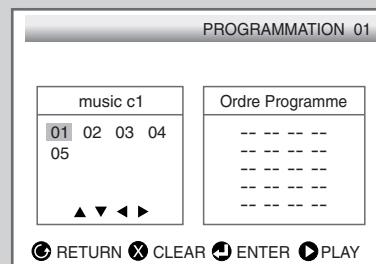 PROGRAMMATION 01
music c1
01 02 03 04
05
Ordre Programme
-- -- -- --
-- -- -- --
-- -- -- --
-- -- -- --
-- -- -- --
RETURN CLEAR ENTER PLAY